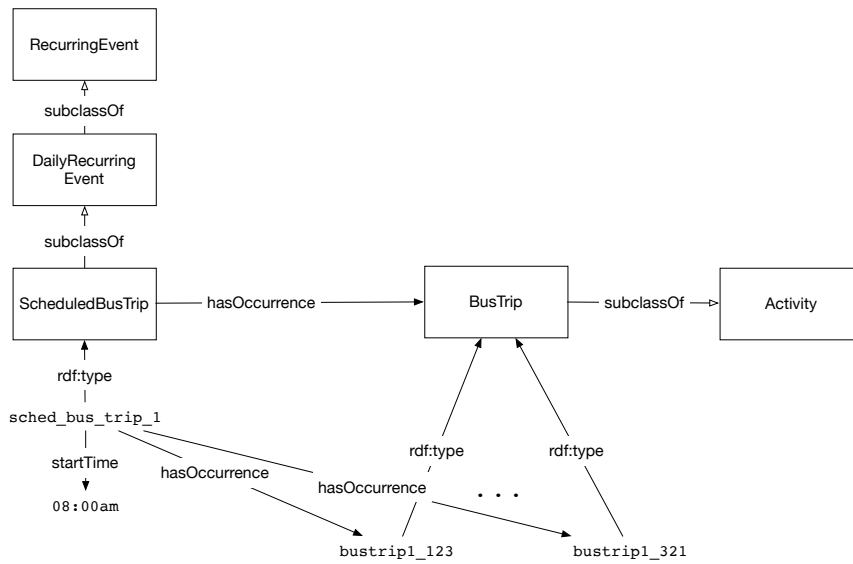 RecurringEvent
subclassOf
DailyRecurring
Event
subclassOf
ScheduledBusTrip
hasOccurrence
BusTrip
subclassOf
Activity
rdf:type
sched_bus_trip_1
startTime
08:00am
hasOccurrence
hasOccurrence
rdf:type
rdf:type
. . .
bustrip1_123
bustrip1_321